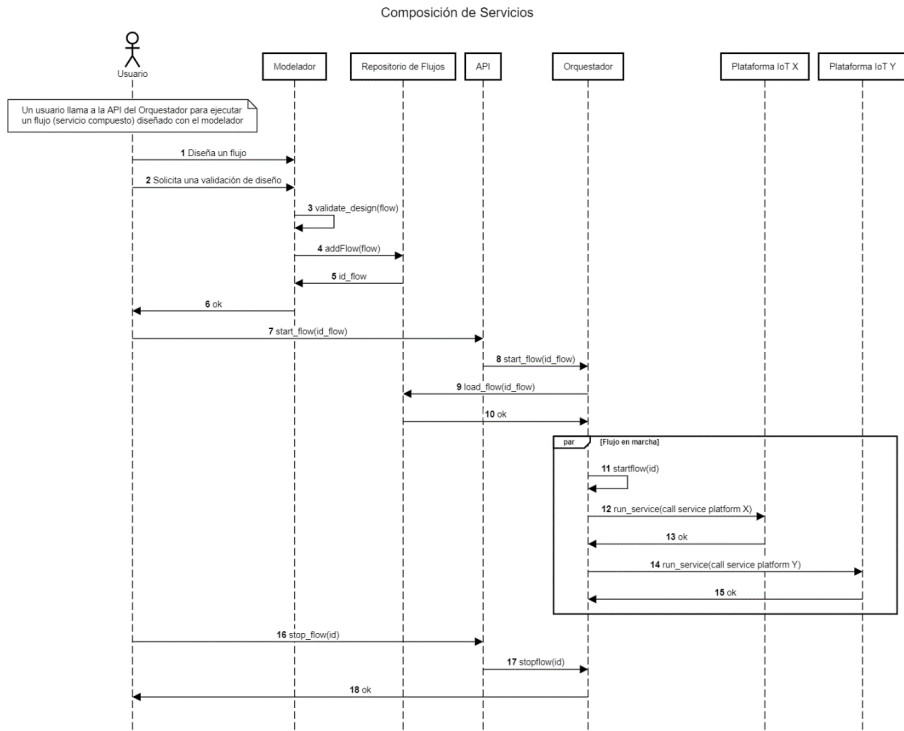 Composición de Servicios
Usuario
Modelador
Repositorio de Flujos
API
Orquestador
Plataforma IoT X
Plataforma IoT Y
Un usuario llama a la API del Orquestador para ejecutar
un flujo (servicio compuesto) diseñado con el modelador
1 Diseña un flujo
2 Solicita una validación de diseño
3 validate_design(flow)
4 addFlow(flow)
5 id_flow
6 ok
7 start_flow(id_flow)
8 start_flow(id_flow)
9 load_flow(id_flow)
10 ok
par [Flujo en marcha]
11 startflow(id)
12 run_service(call service platform X)
13 ok
14 run_service(call service platform Y)
15 ok
16 stop_flow(id)
17 stopflow(id)
18 ok